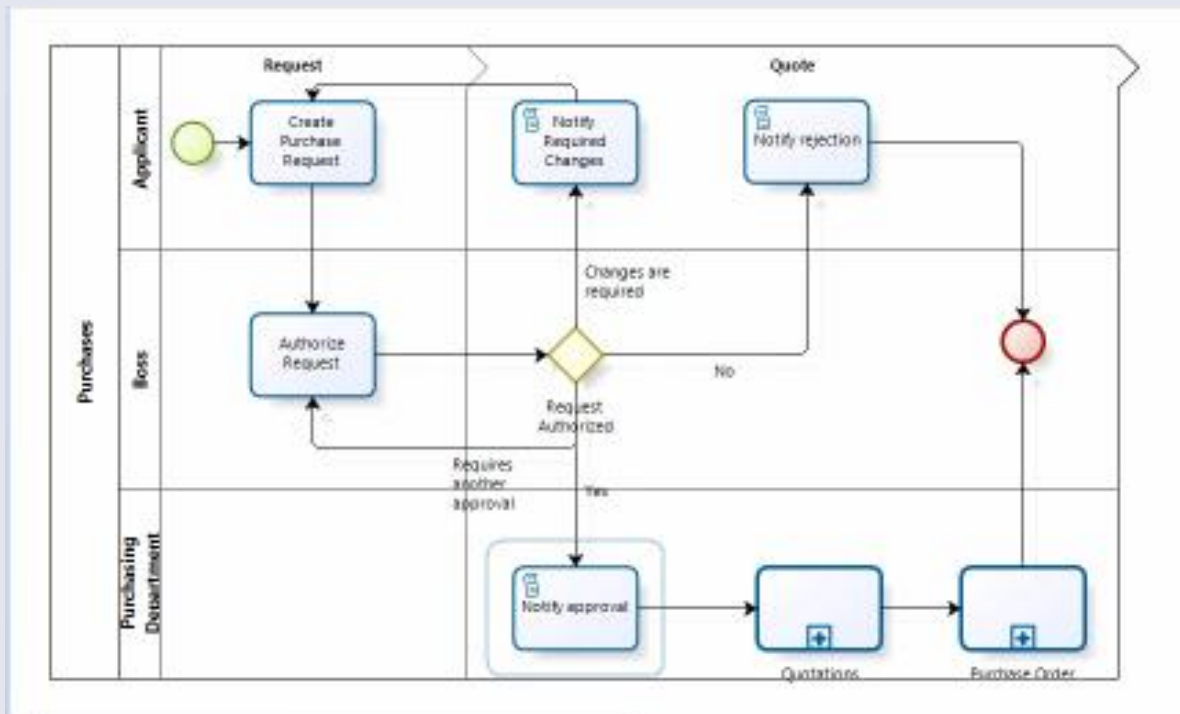 Request
Quote
Purchases
Applicant
Create
Purchase
Request
Notify
Required
Changes
Notify rejection
Changes are
required
Boss
Authorize
Request
No
Request
Authorized
Requires
another
approval
Yes
Purchasing
Department
Notify approval
Quotations
Purchase Order